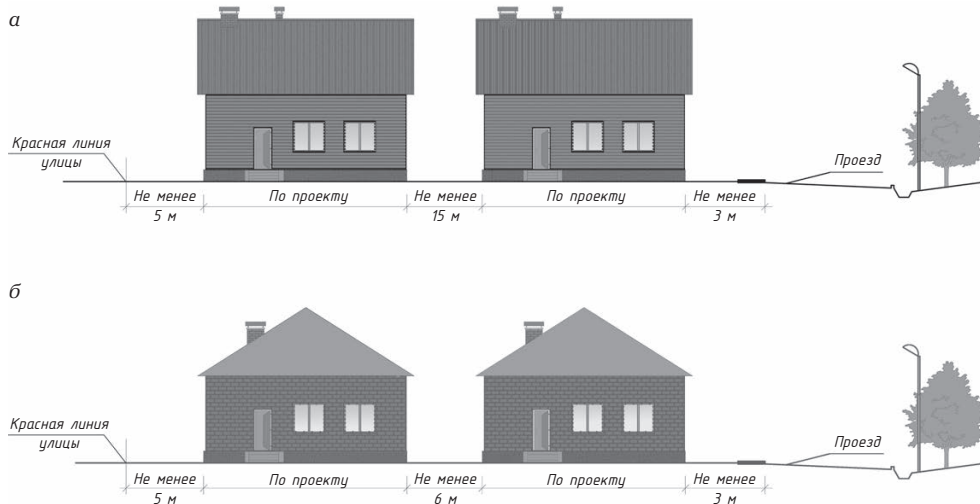 а
Красная линия
улицы
Проезд
Не менее По проекту Не менее По проекту Не менее
5 м 15 м 3 м
б
Красная линия
улицы
Проезд
Не менее По проекту Не менее По проекту Не менее
5 м 6 м 3 м